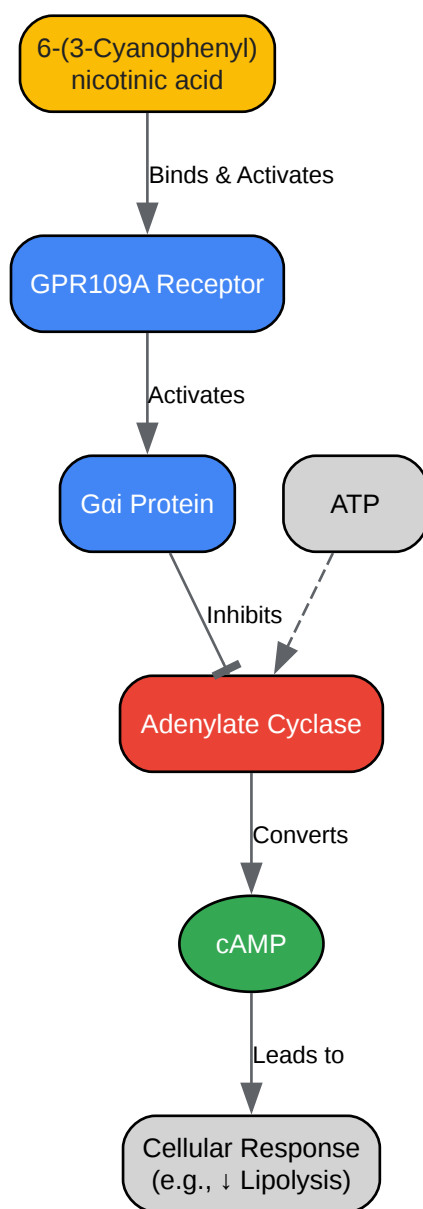 6-(3-Cyanophenyl)
nicotinic acid
Binds & Activates
GPR109A Receptor
Activates
Gαi Protein
ATP
Inhibits
Adenylate Cyclase
Converts
cAMP
Leads to
Cellular Response
(e.g., ↓ Lipolysis)